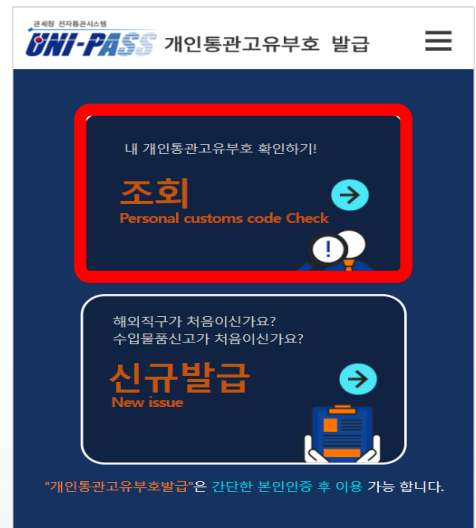 관세청 전자통관시스템
UNI-PASS 개인통관고유부호 발급
내 개인통관고유부호 확인하기!
조회
Personal customs code Check
해외직구가 처음이신가요?
수입물품신고가 처음이신가요?
신규발급
New issue
"개인통관고유부호발급"은 간단한 본인인증 후 이용 가능 합니다.